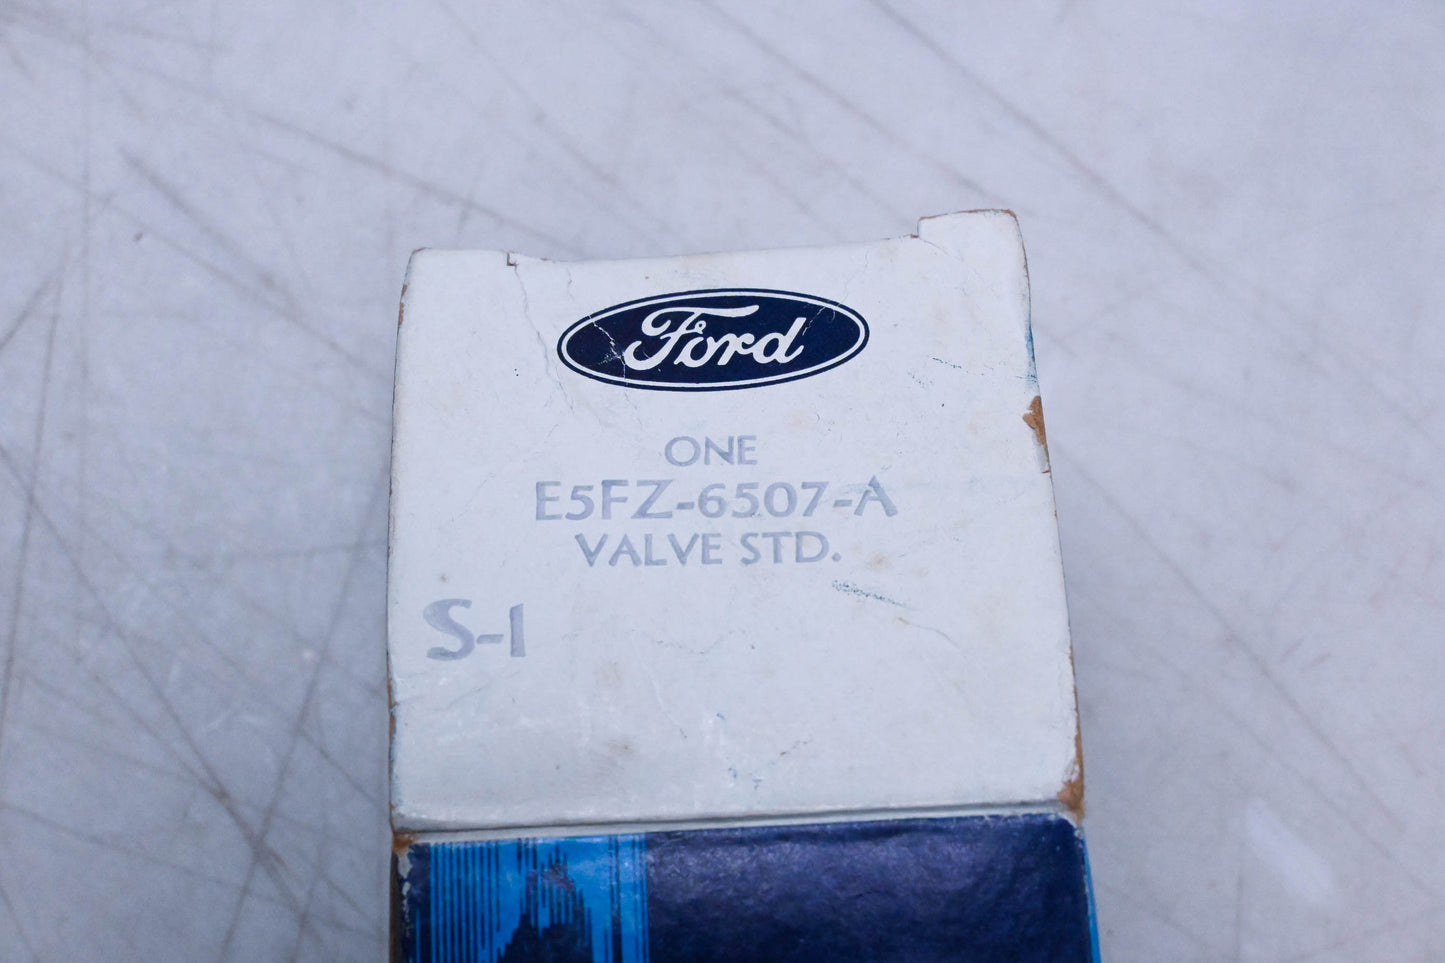 Ford
ONE
E5FZ-6507-A
VALVE STD.
S-1